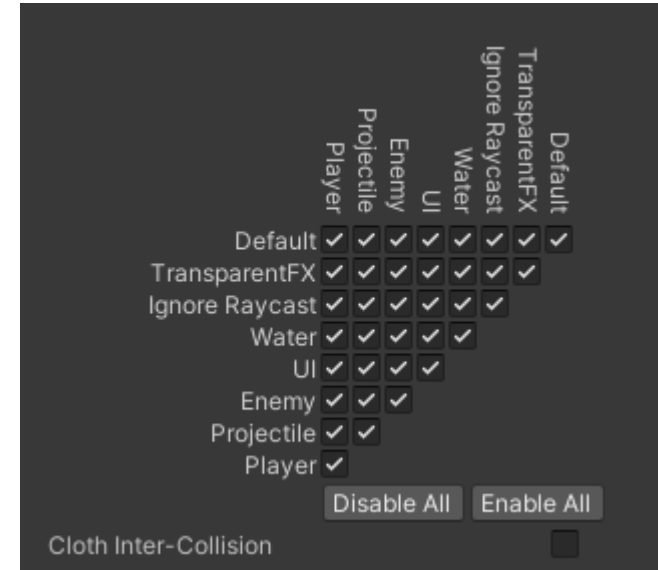 Player
Projectile
Enemy
UI
Water
Ignore Raycast
TransparentFX
Default
Default
TransparentFX
Ignore Raycast
Water
UI
Enemy
Projectile
Player
Disable All Enable All
Cloth Inter-Collision